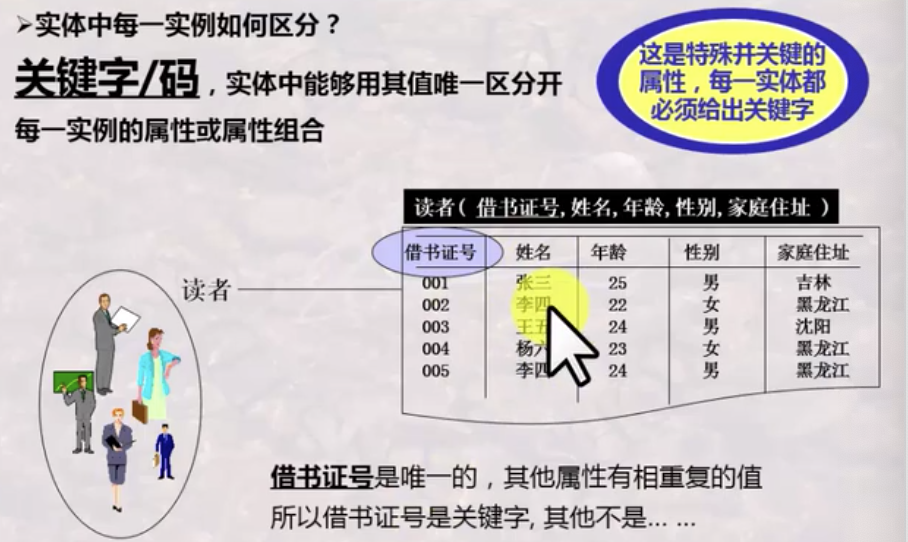 ➢实体中每一实例如何区分？
关键字/码，实体中能够用其值唯一区分开
每一实例的属性或属性组合
这是特殊并关键的
属性，每一实体都
必须给出关键字
读者( 借书证号,姓名,年龄,性别,家庭住址 )
借书证号 姓名 年龄 性别 家庭住址
001 张三 25 男 吉林
002 李四 22 女 黑龙江
003 王五 24 男 沈阳
004 杨六 23 女 黑龙江
005 李四 24 男 黑龙江
读者
借书证号是唯一的，其他属性有相重复的值
所以借书证号是关键字, 其他不是... ...